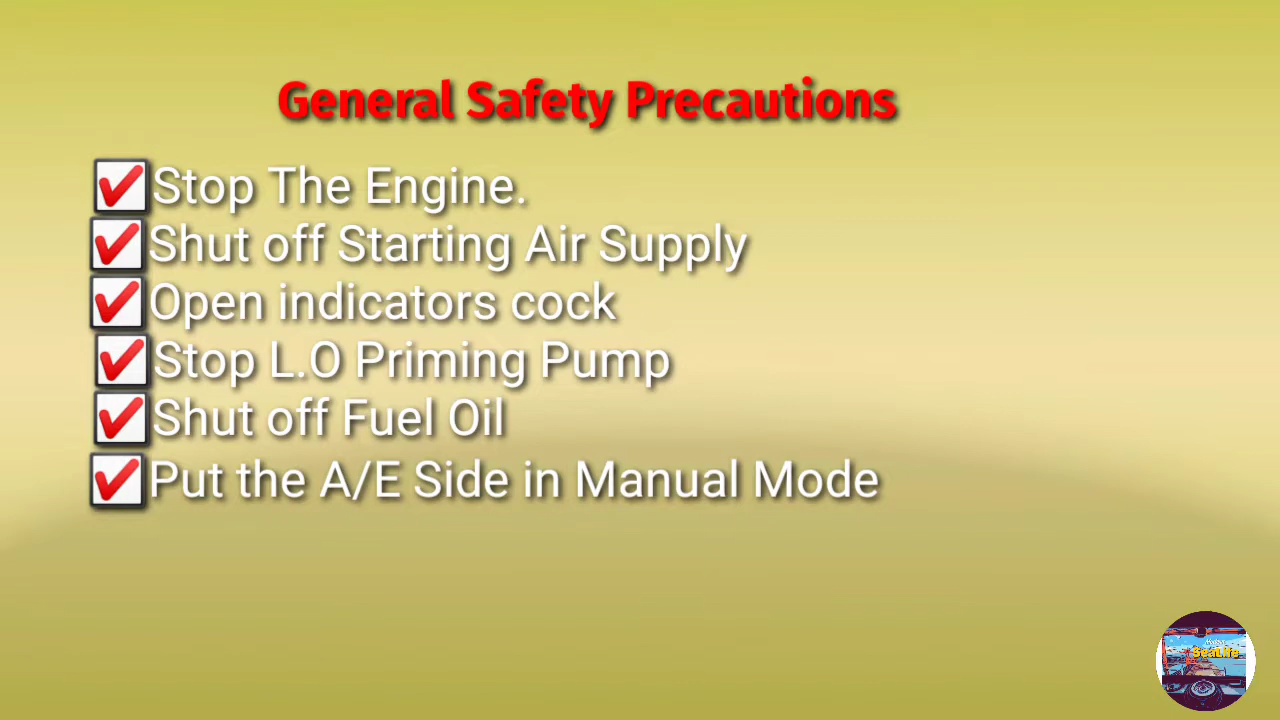 General Safety Precautions
Stop The Engine.
Shut off Starting Air Supply
Open indicators cock
Stop L.O Priming Pump
Shut off Fuel Oil
Put the A/E Side in Manual Mode
SeaLife